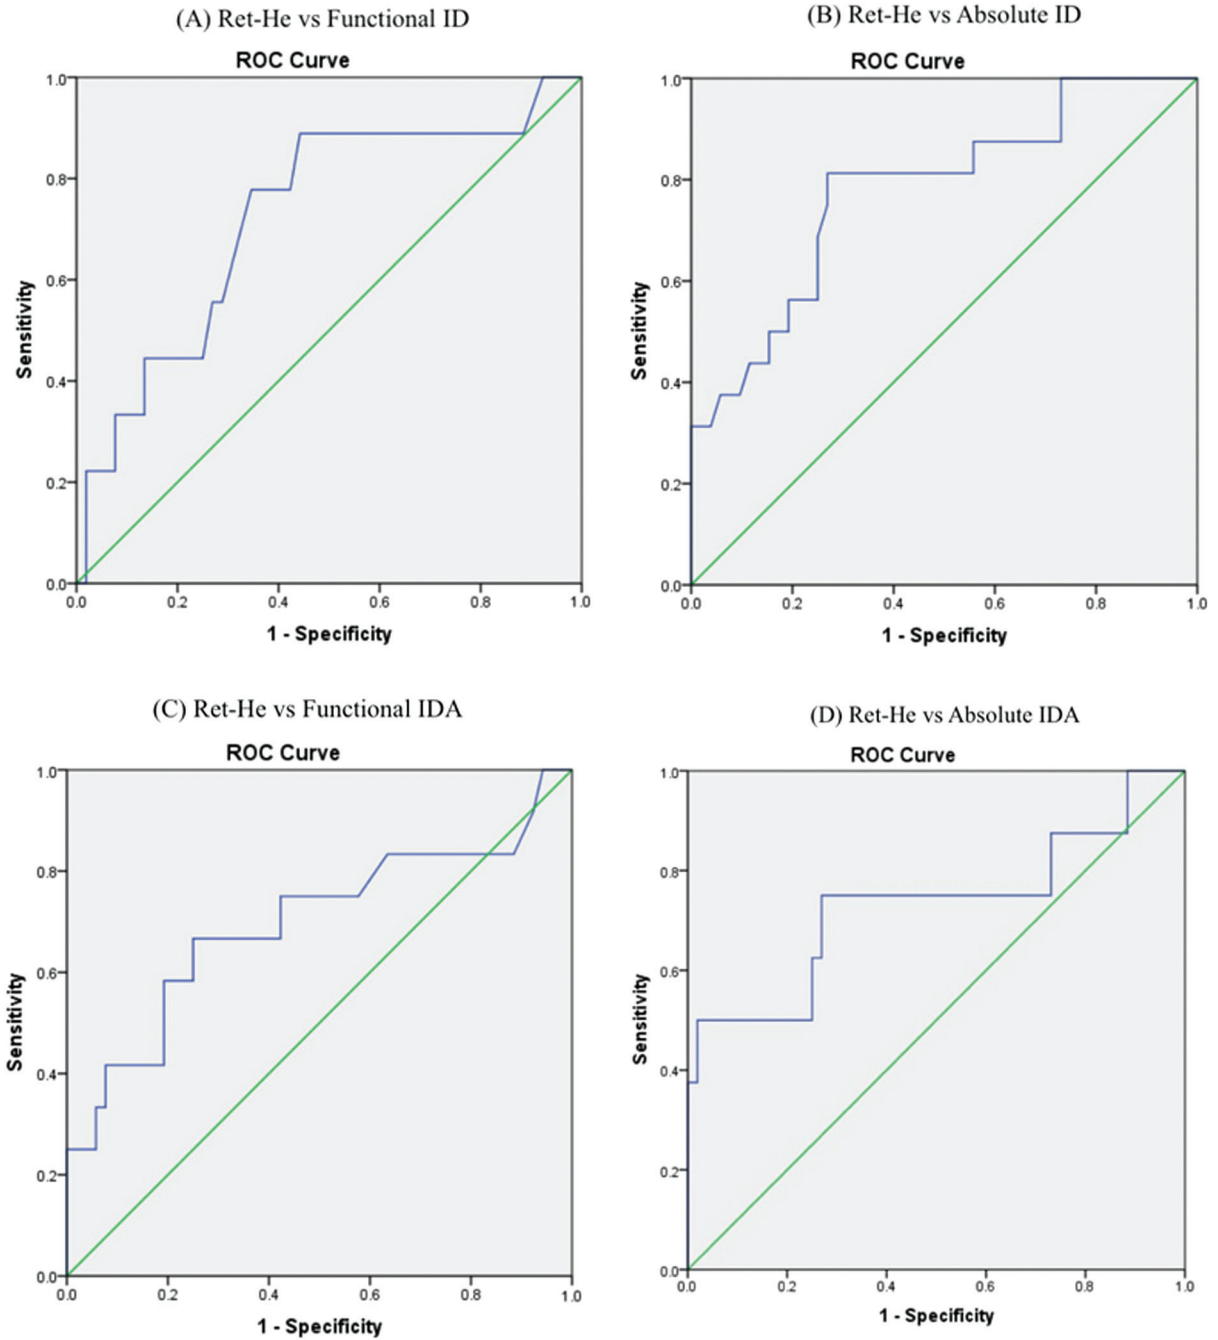 (A) Ret-He vs Functional ID
ROC Curve
1.0
0.8
0.6
0.4
0.2
0.0
Sensitivity
0.0 0.2 0.4 0.6 0.8 1.0
1 - Specificity
(B) Ret-He vs Absolute ID
ROC Curve
1.0
0.8
0.6
0.4
0.2
0.0
Sensitivity
0.0 0.2 0.4 0.6 0.8 1.0
1 - Specificity
(C) Ret-He vs Functional IDA
ROC Curve
1.0
0.8
0.6
0.4
0.2
0.0
Sensitivity
0.0 0.2 0.4 0.6 0.8 1.0
1 - Specificity
(D) Ret-He vs Absolute IDA
ROC Curve
1.0
0.8
0.6
0.4
0.2
0.0
Sensitivity
0.0 0.2 0.4 0.6 0.8 1.0
1 - Specificity